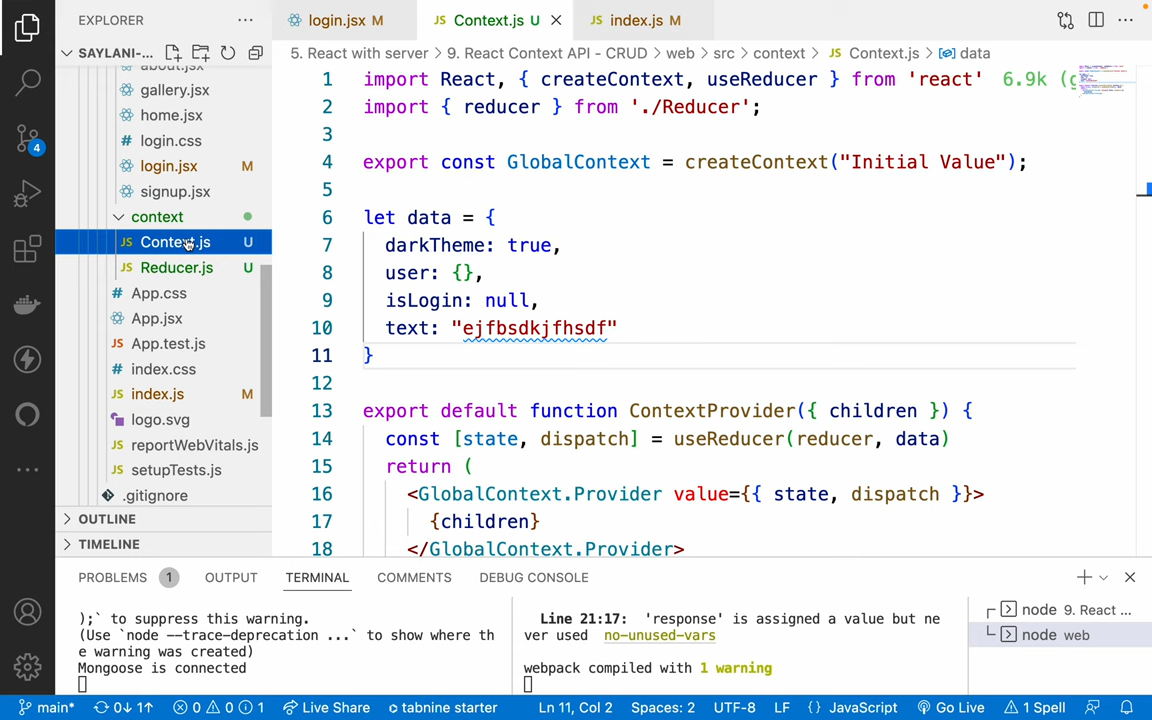 EXPLORER
SAYLANI-...
about.jsx
gallery.jsx
home.jsx
# login.css
login.jsx M
signup.jsx
context
JS Context.js U
JS Reducer.js U
# App.css
App.jsx
JS App.test.js
# index.css
JS index.js M
logo.svg
JS reportWebVitals.js
JS setupTests.js
.gitignore
OUTLINE
TIMELINE
4
login.jsx M
JS Context.js U
JS index.js M
5. React with server > 9. React Context API - CRUD > web > src > context > JS Context.js > data
1 import React, { createContext, useReducer } from 'react' 6.9k (g
2 import { reducer } from './Reducer';
3
4 export const GlobalContext = createContext("Initial Value");
5
6 let data = {
7 darkTheme: true,
8 user: {},
9 isLogin: null,
10 text: "ejfbsdkjfhsdf"
11 }
12
13 export default function ContextProvider({ children }) {
14 const [state, dispatch] = useReducer(reducer, data)
15 return (
16 <GlobalContext.Provider value={{ state, dispatch }}>
17 {children}
18 </GlobalContext.Provider>
PROBLEMS 1 OUTPUT TERMINAL COMMENTS DEBUG CONSOLE
);` to suppress this warning.
(Use `node --trace-deprecation ...` to show where th
e warning was created)
Mongoose is connected
Line 21:17: 'response' is assigned a value but ne
ver used no-unused-vars
webpack compiled with 1 warning
node 9. React ...
node web
main* 0↓ 1↑ 0 0 1 Live Share tabnine starter Ln 11, Col 2 Spaces: 2 UTF-8 LF {} JavaScript Go Live 1 Spell